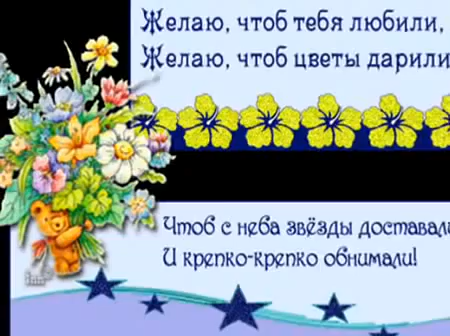 Желаю, чтоб тебя любили,
Желаю, чтоб цветы дарили
Чтоб с неба звёзды доставали
И крепко-крепко обнимали!